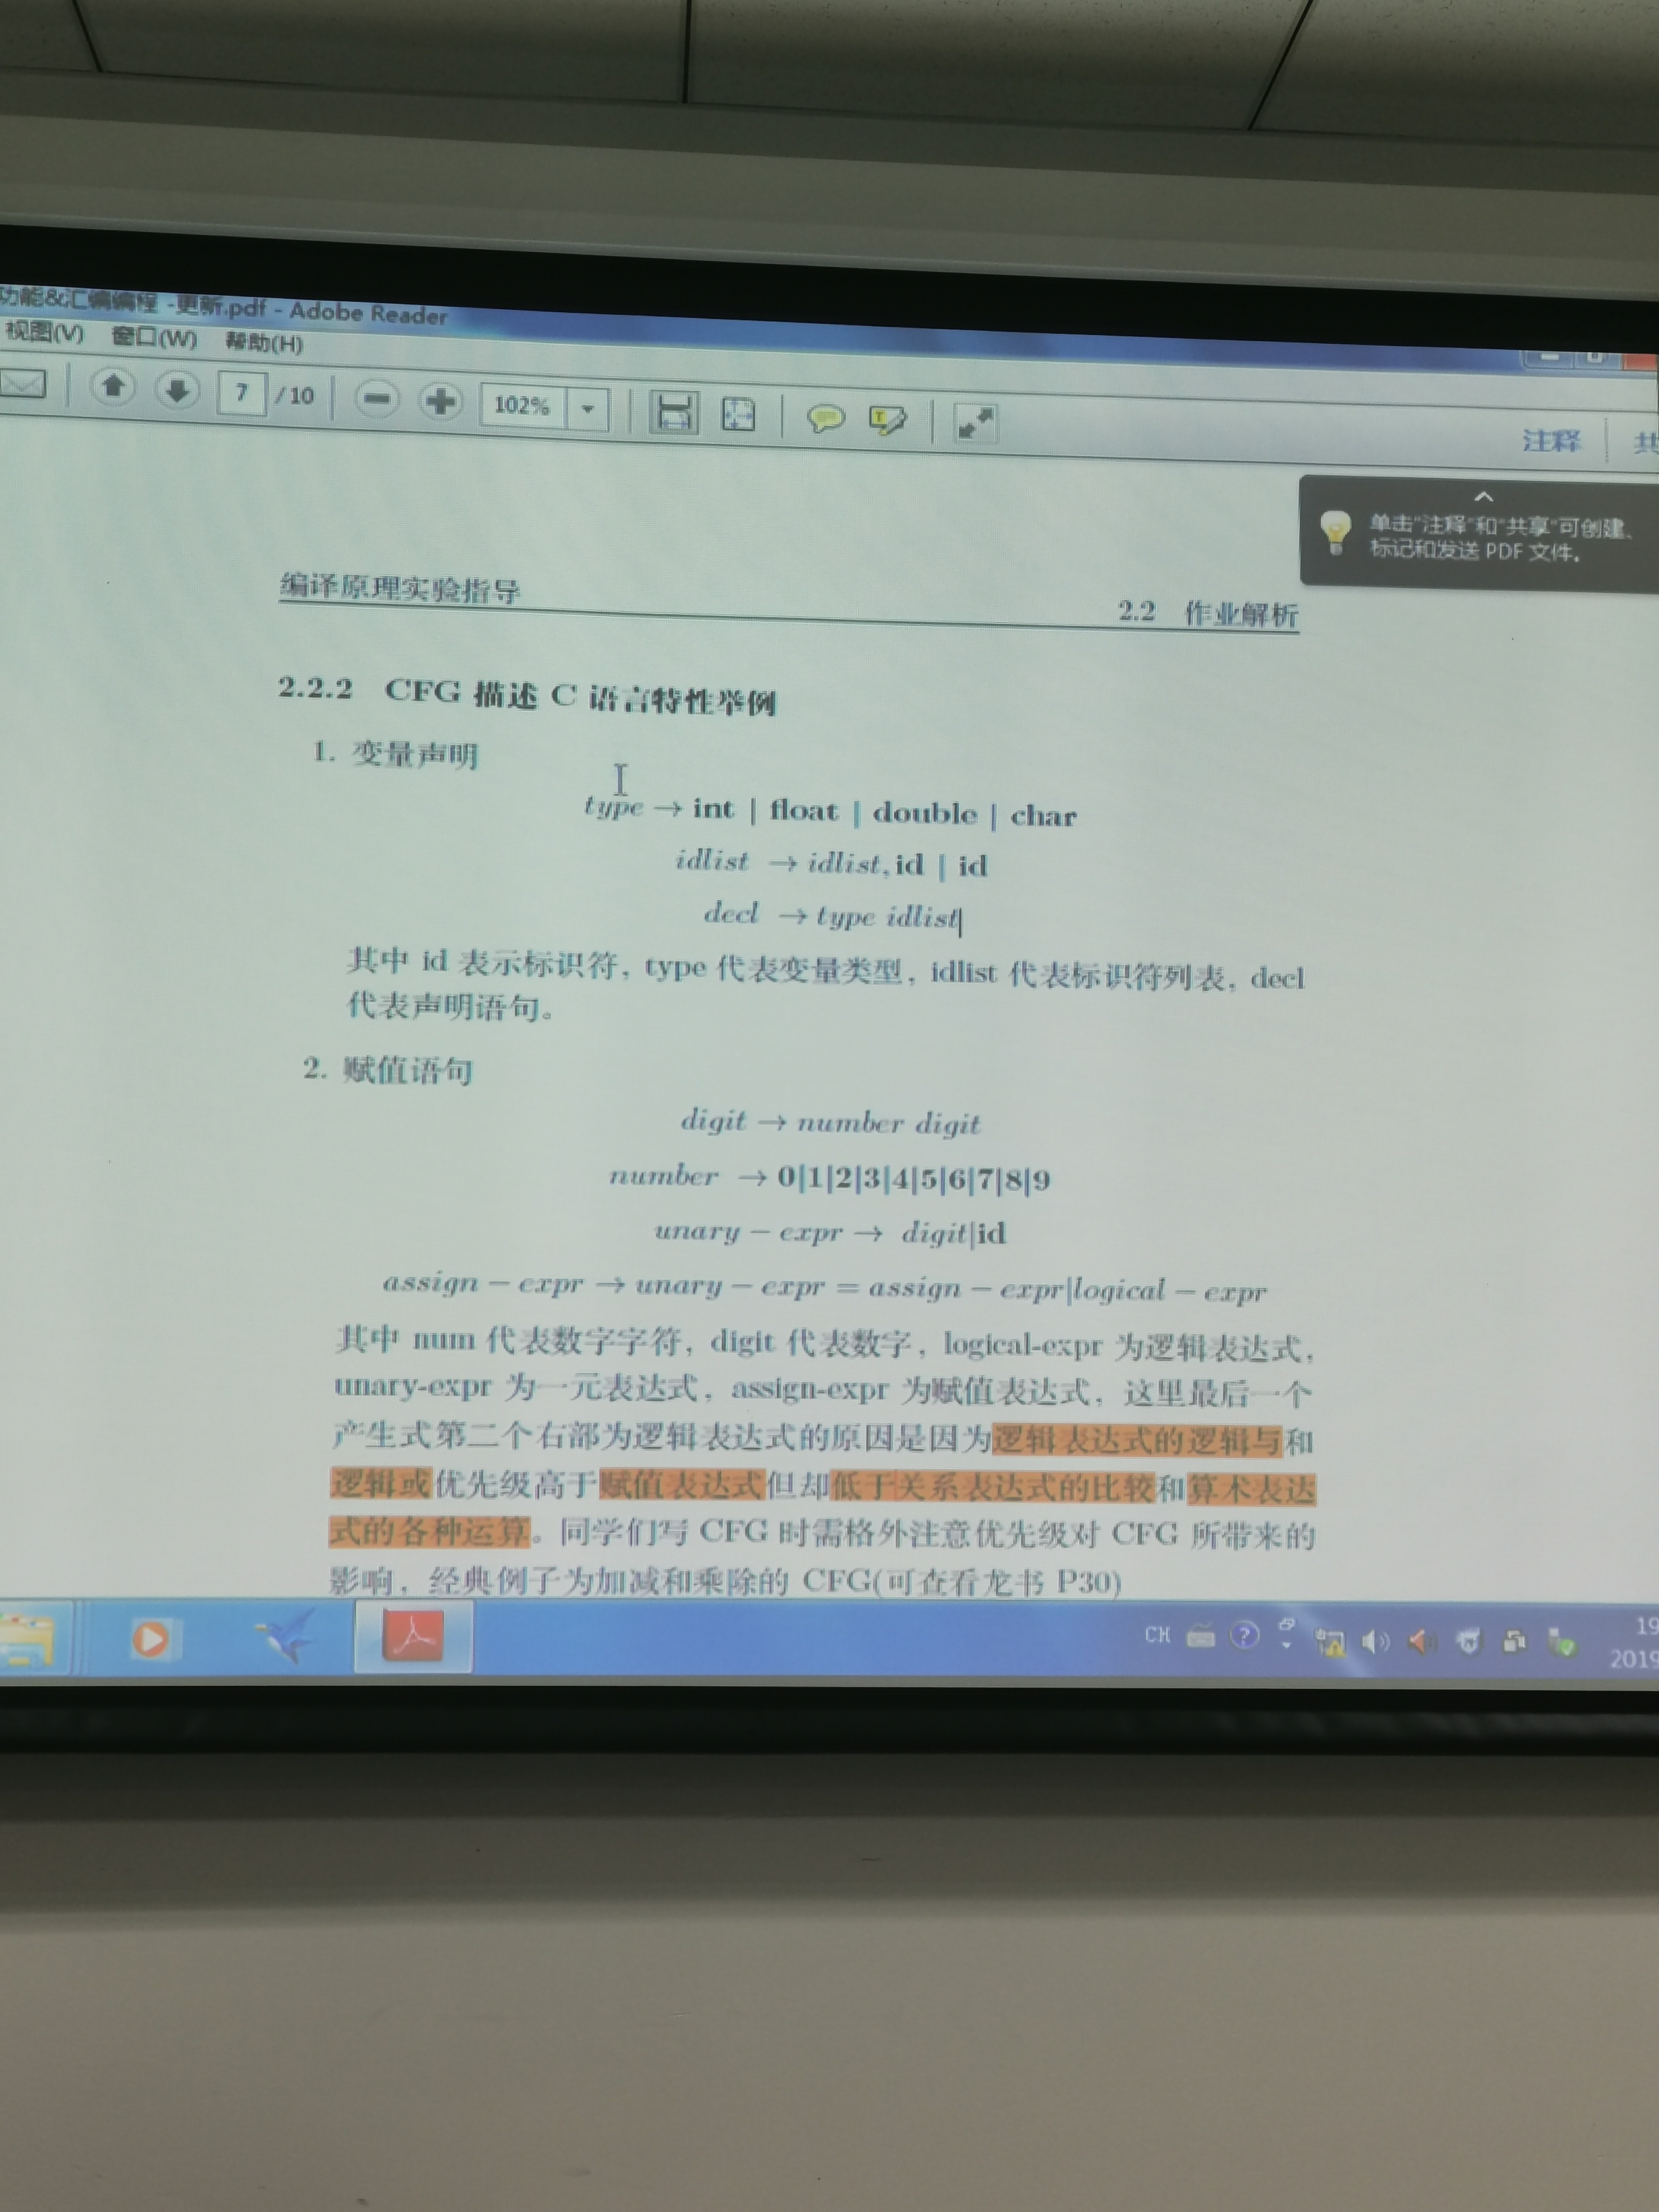 功能&汇编编程 -更新.pdf - Adobe Reader
视图(V) 窗口(W) 帮助(H)
7 / 10 102% 注释
单击"注释"和"共享"可创建、
标记和发送 PDF 文件。
编译原理实验指导 2.2 作业解析
2.2.2 CFG 描述 C 语言特性举例
1. 变量声明
type → int | float | double | char
idlist → idlist, id | id
decl → type idlist
其中 id 表示标识符, type 代表变量类型, idlist 代表标识符列表, decl
代表声明语句。
2. 赋值语句
digit → number digit
number → 0|1|2|3|4|5|6|7|8|9
unary − expr → digit|id
assign − expr → unary − expr = assign − expr|logical − expr
其中 num 代表数字字符, digit 代表数字, logical-expr 为逻辑表达式,
unary-expr 为一元表达式, assign-expr 为赋值表达式, 这里最后一个
产生式第二个右部为逻辑表达式的原因是因为逻辑表达式的逻辑与和
逻辑或优先级高于赋值表达式但却低于关系表达式的比较和算术表达
式的各种运算。同学们写 CFG 时需格外注意优先级对 CFG 所带来的
影响, 经典例子为加减和乘除的 CFG(可查看龙书 P30)
CH 19
2019